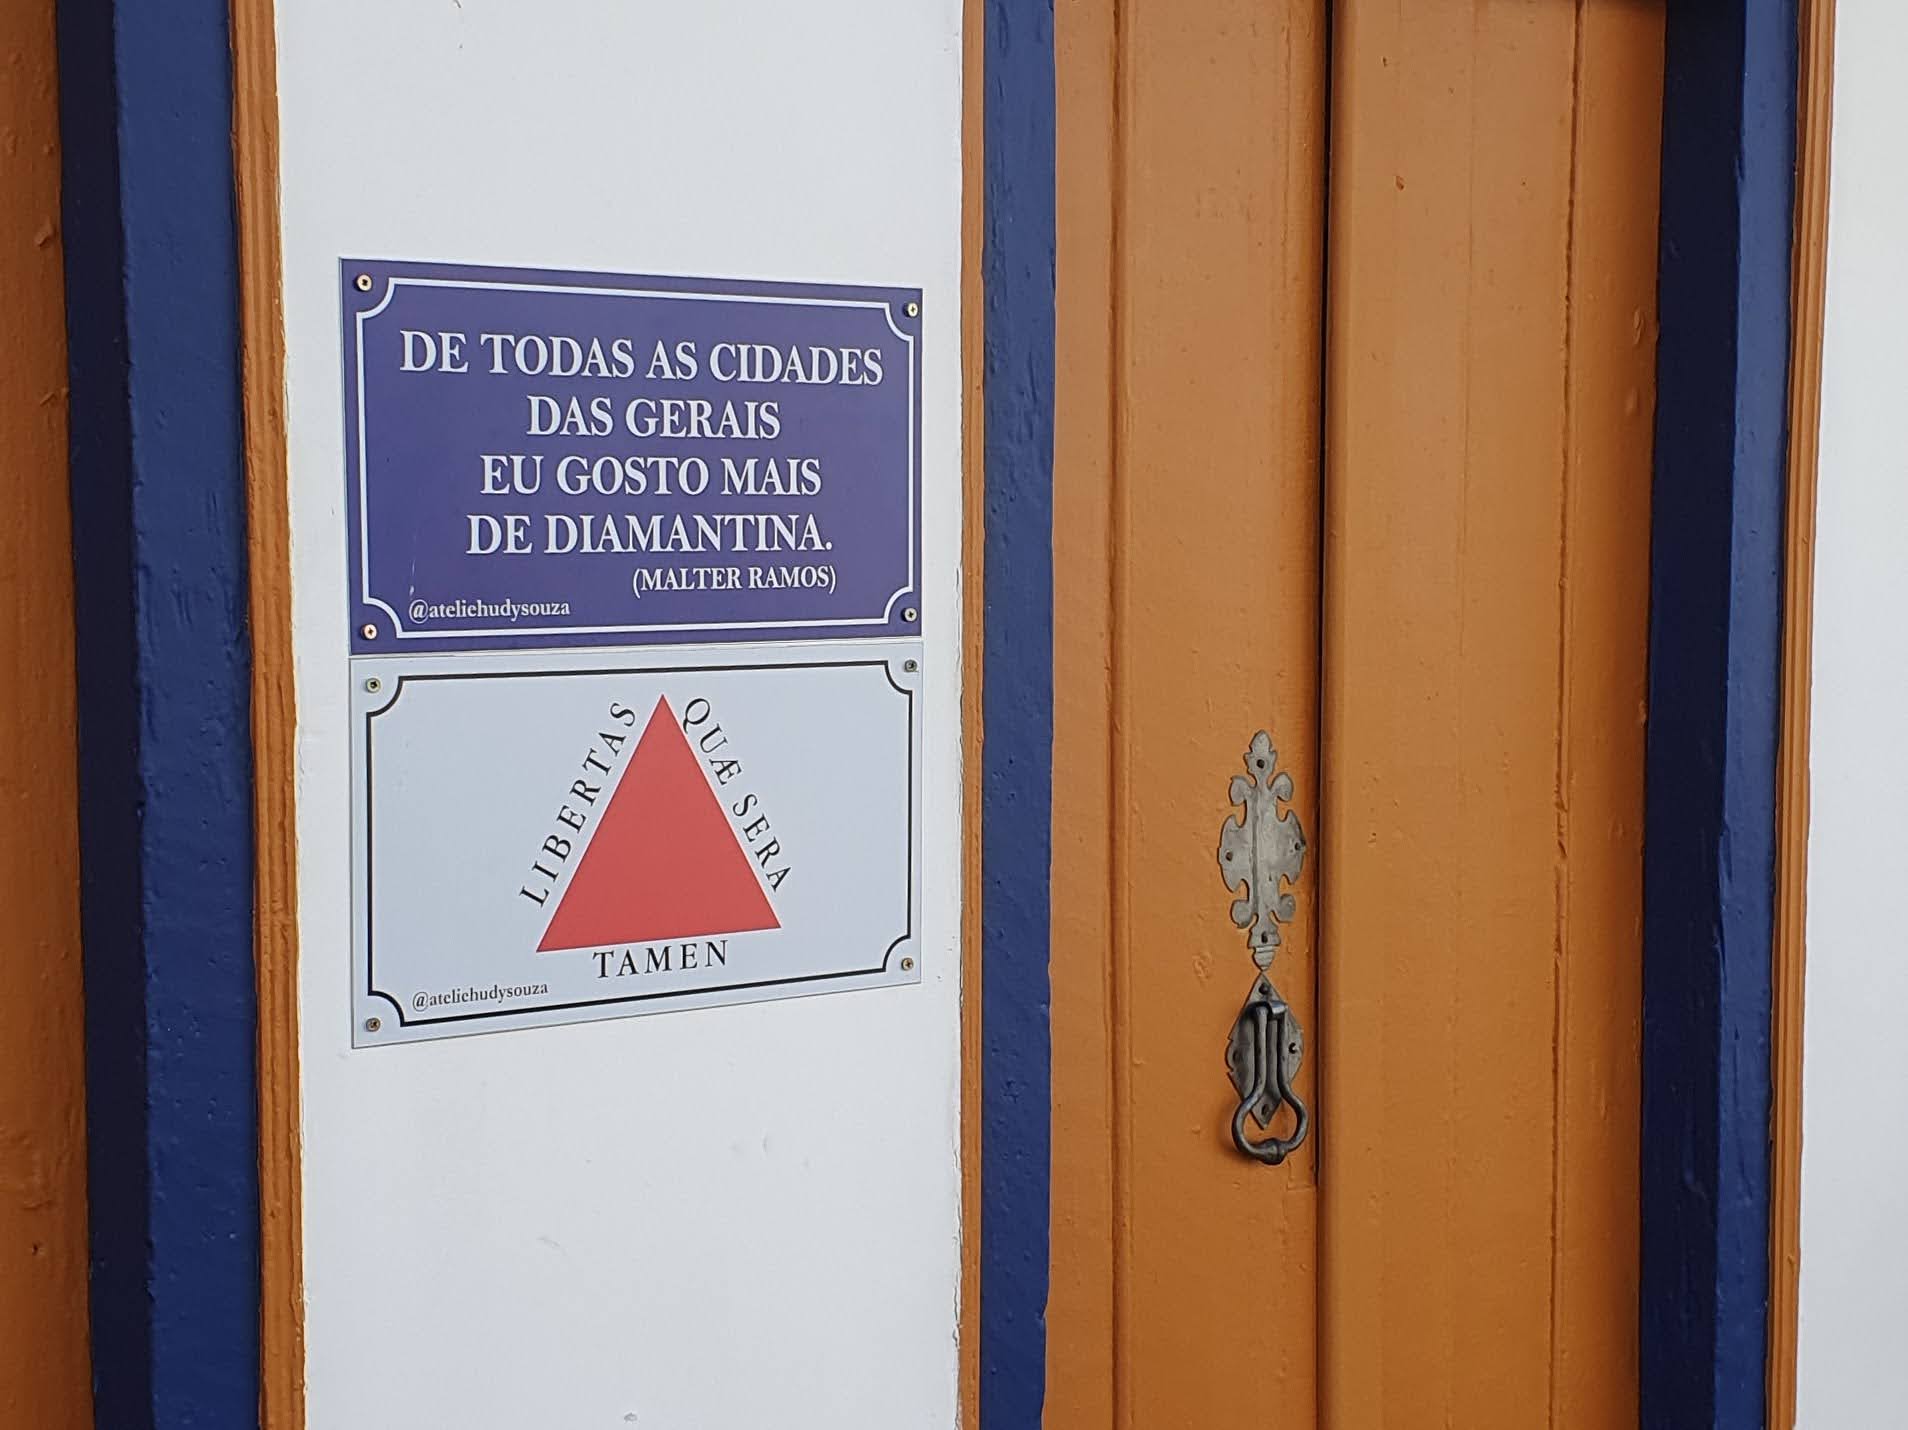 DE TODAS AS CIDADES
DAS GERAIS
EU GOSTO MAIS
DE DIAMANTINA.
(MALTER RAMOS)
@ateliehudysouza
LIBERTAS
QUÆ SERA
TAMEN
@ateliehudysouza